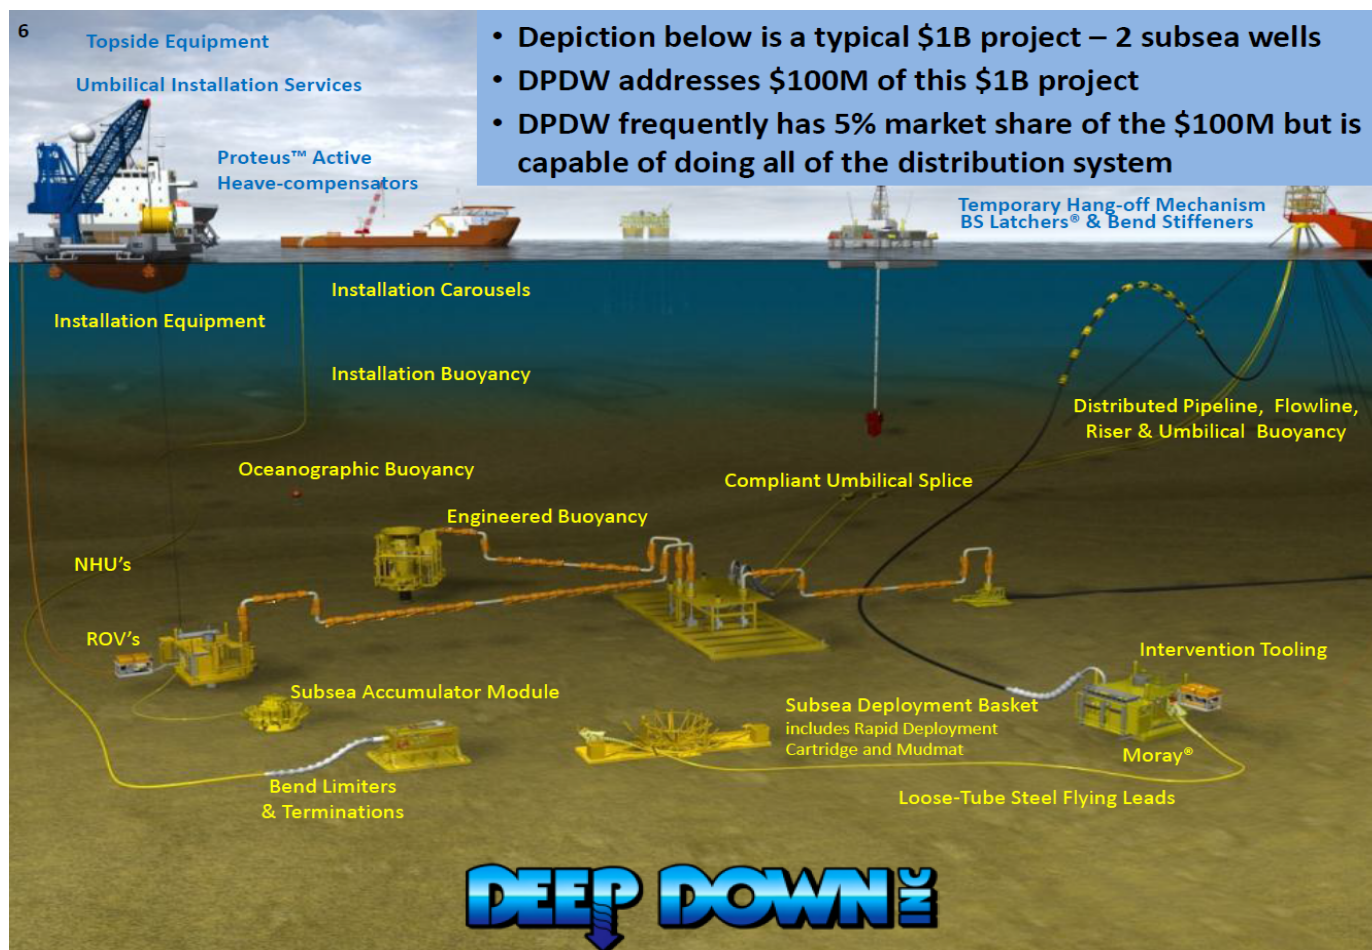 6
• Depiction below is a typical $1B project – 2 subsea wells
• DPDW addresses $100M of this $1B project
• DPDW frequently has 5% market share of the $100M but is
capable of doing all of the distribution system
Topside Equipment
Umbilical Installation Services
Proteus™ Active
Heave-compensators
Temporary Hang-off Mechanism
BS Latchers® & Bend Stiffeners
Installation Carousels
Installation Equipment
Installation Buoyancy
Distributed Pipeline, Flowline,
Riser & Umbilical Buoyancy
Oceanographic Buoyancy
Compliant Umbilical Splice
Engineered Buoyancy
NHU's
ROV's
Intervention Tooling
Subsea Accumulator Module
Subsea Deployment Basket
includes Rapid Deployment
Cartridge and Mudmat
Moray®
Bend Limiters
& Terminations
Loose-Tube Steel Flying Leads
DEEP DOWN INC